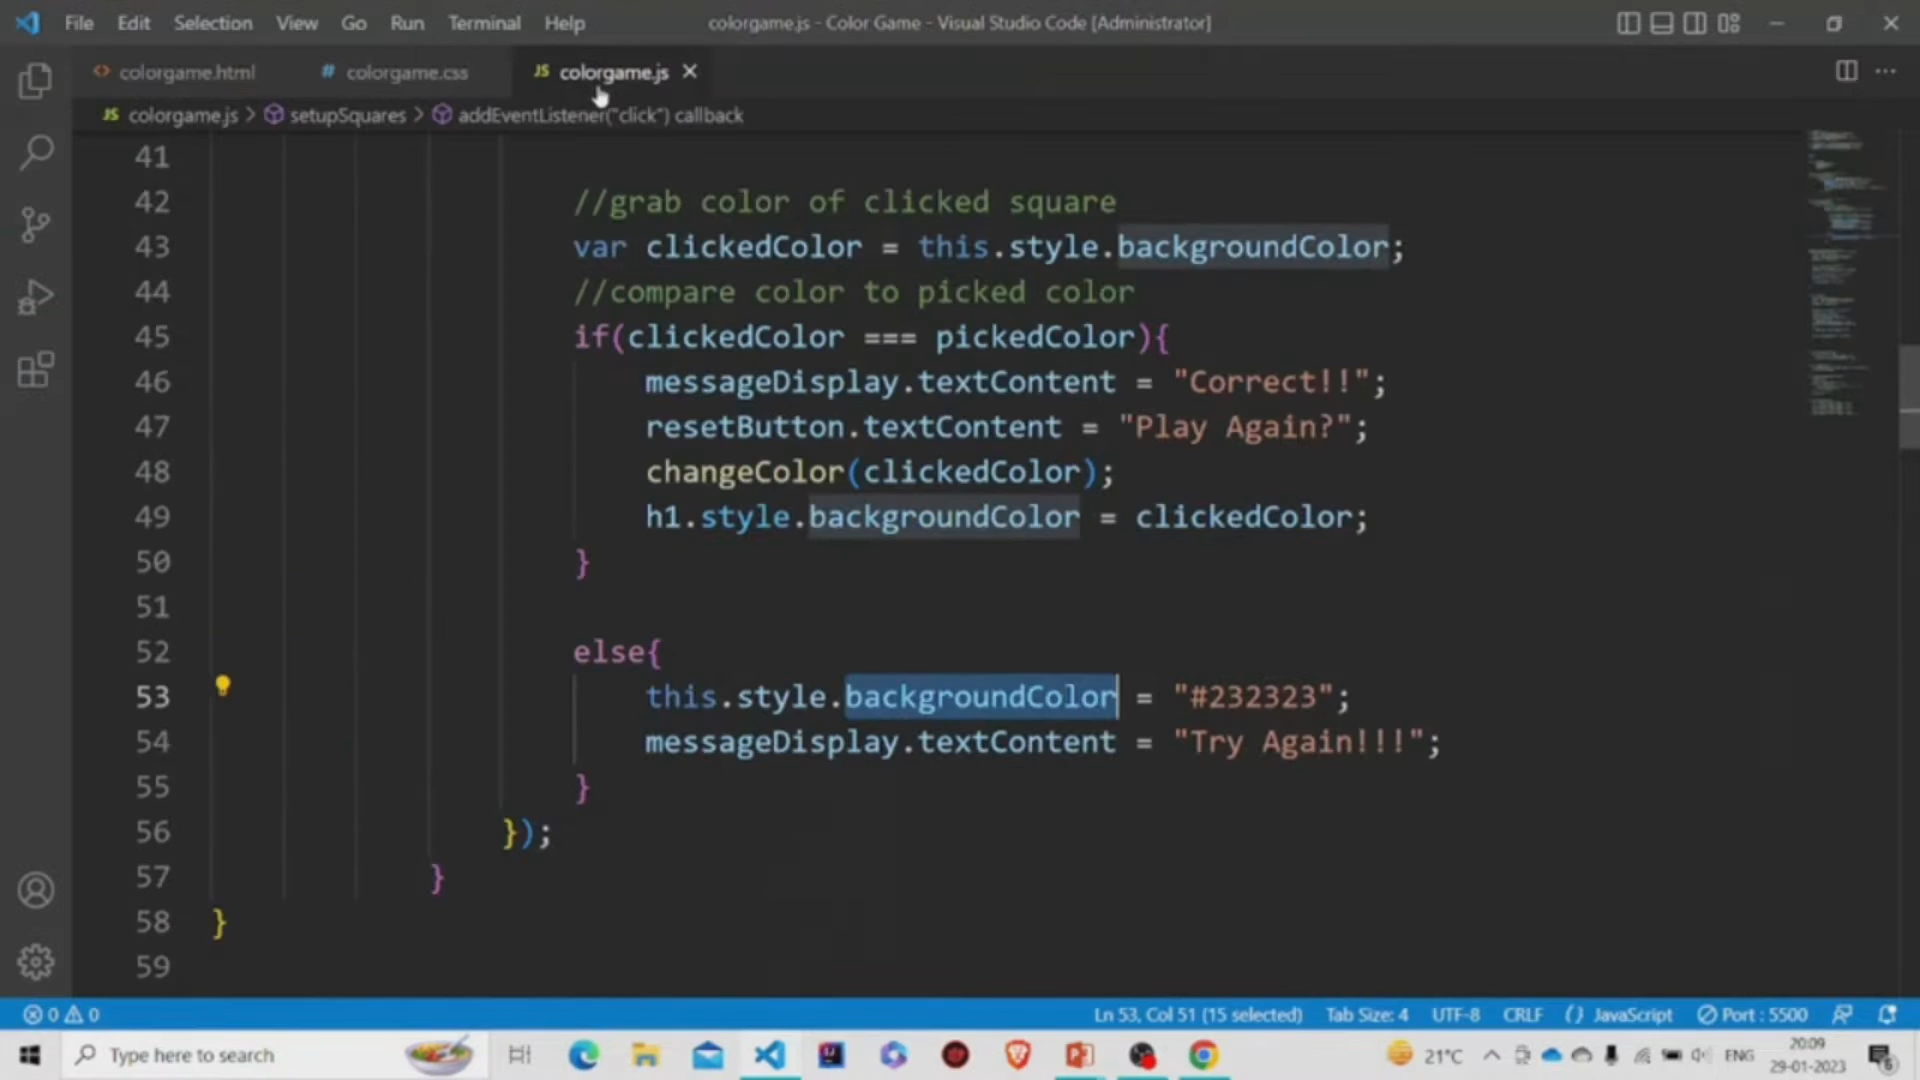 File Edit Selection View Go Run Terminal Help colorgame.js - Color Game - Visual Studio Code [Administrator]
<> colorgame.html # colorgame.css JS colorgame.js
JS colorgame.js > setupSquares > addEventListener("click") callback
41
42 //grab color of clicked square
43 var clickedColor = this.style.backgroundColor;
44 //compare color to picked color
45 if(clickedColor === pickedColor){
46 messageDisplay.textContent = "Correct!!";
47 resetButton.textContent = "Play Again?";
48 changeColor(clickedColor);
49 h1.style.backgroundColor = clickedColor;
50 }
51
52 else{
53 this.style.backgroundColor = "#232323";
54 messageDisplay.textContent = "Try Again!!!";
55 }
56 });
57 }
58 }
59
0 0 Ln 53, Col 51 (15 selected) Tab Size: 4 UTF-8 CRLF {} JavaScript Port : 5500
Type here to search 21°C ENG 20:09
29-01-2023 6